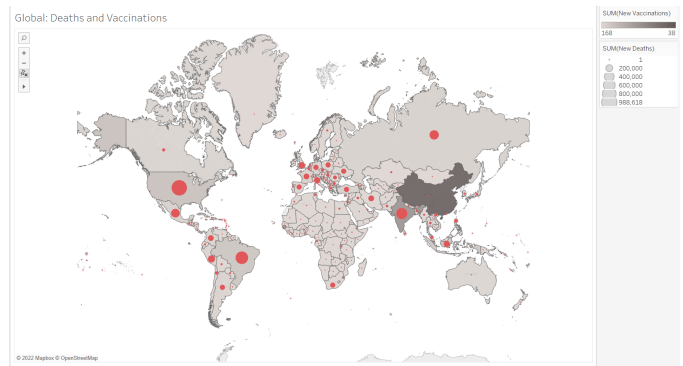 Global: Deaths and Vaccinations
SUM(New Vaccinations)
168 3B
SUM(New Deaths)
1
200,000
400,000
600,000
800,000
988,618
© 2022 Mapbox © OpenStreetMap